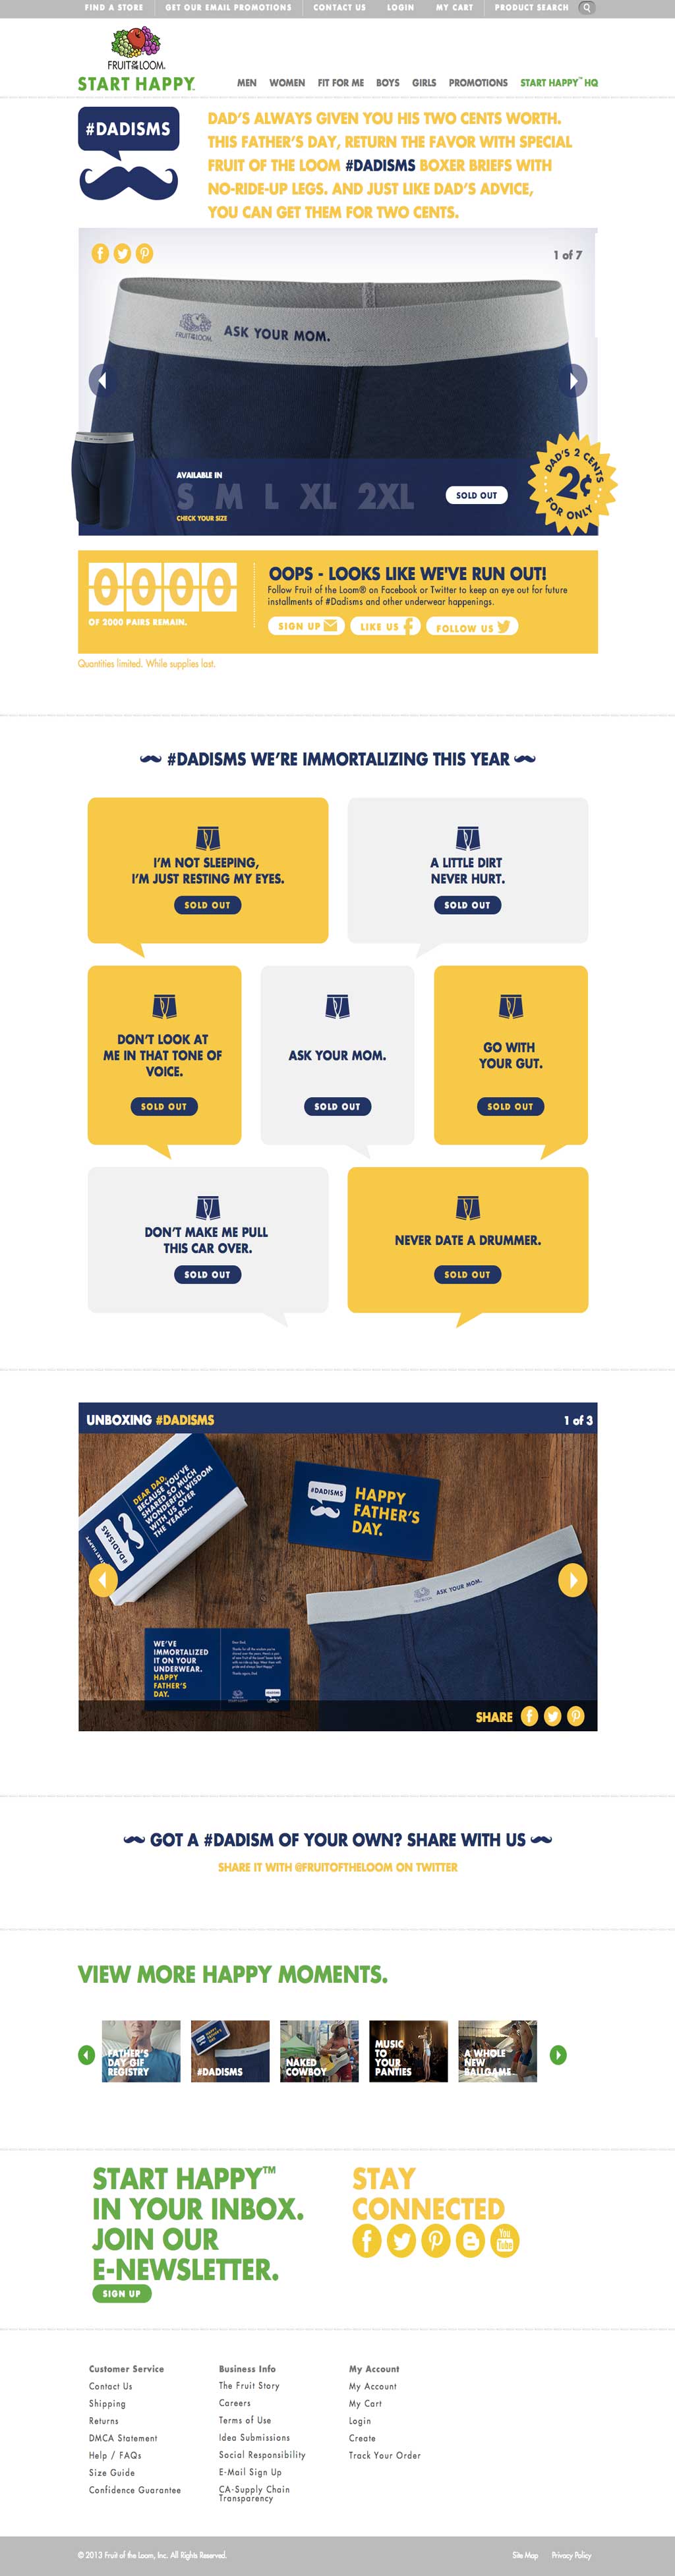 FIND A STORE
GET OUR EMAIL PROMOTIONS
CONTACT US
LOGIN
MY CART
PRODUCT SEARCH
FRUIT OF THE LOOM.
START HAPPY™
MEN
WOMEN
FIT FOR ME
BOYS
GIRLS
PROMOTIONS
START HAPPY™ HQ
#DADISMS
DAD'S ALWAYS GIVEN YOU HIS TWO CENTS WORTH.
THIS FATHER'S DAY, RETURN THE FAVOR WITH SPECIAL
FRUIT OF THE LOOM #DADISMS BOXER BRIEFS WITH
NO-RIDE-UP LEGS. AND JUST LIKE DAD'S ADVICE,
YOU CAN GET THEM FOR TWO CENTS.
1 of 7
FRUIT OF THE LOOM.
ASK YOUR MOM.
AVAILABLE IN
S M L XL 2XL
CHECK YOUR SIZE
SOLD OUT
DAD'S 2 CENTS
2¢
FOR ONLY
0000
OF 2000 PAIRS REMAIN.
OOPS - LOOKS LIKE WE'VE RUN OUT!
Follow Fruit of the Loom® on Facebook or Twitter to keep an eye out for future
installments of #Dadisms and other underwear happenings.
SIGN UP
LIKE US
FOLLOW US
Quantities limited. While supplies last.
#DADISMS WE'RE IMMORTALIZING THIS YEAR
I'M NOT SLEEPING,
I'M JUST RESTING MY EYES.
SOLD OUT
A LITTLE DIRT
NEVER HURT.
SOLD OUT
DON'T LOOK AT
ME IN THAT TONE OF
VOICE.
SOLD OUT
ASK YOUR MOM.
SOLD OUT
GO WITH
YOUR GUT.
SOLD OUT
DON'T MAKE ME PULL
THIS CAR OVER.
SOLD OUT
NEVER DATE A DRUMMER.
SOLD OUT
UNBOXING #DADISMS
1 of 3
DEAR DAD,
BECAUSE YOU'VE
SHARED SO MUCH
WONDERFUL WISDOM
WITH US OVER
THE YEARS...
#DADISMS
START HAPPY
#DADISMS
HAPPY
FATHER'S
DAY.
ASK YOUR MOM.
WE'VE
IMMORTALIZED
IT ON YOUR
UNDERWEAR.
HAPPY
FATHER'S
DAY.
SHARE
GOT A #DADISM OF YOUR OWN? SHARE WITH US
SHARE IT WITH @FRUITOFTHELOOM ON TWITTER
VIEW MORE HAPPY MOMENTS.
FATHER'S
DAY GIF
REGISTRY
#DADISMS
NAKED
COWBOY
MUSIC
TO
YOUR
PANTIES
A WHOLE
NEW
BALLGAME
START HAPPY™
IN YOUR INBOX.
JOIN OUR
E-NEWSLETTER.
SIGN UP
STAY
CONNECTED
You
Tube
Customer Service
Contact Us
Shipping
Returns
DMCA Statement
Help / FAQs
Size Guide
Confidence Guarantee
Business Info
The Fruit Story
Careers
Terms of Use
Idea Submissions
Social Responsibility
E-Mail Sign Up
CA-Supply Chain
Transparency
My Account
My Account
My Cart
Login
Create
Track Your Order
© 2013 Fruit of the Loom, Inc. All Rights Reserved.
Site Map
Privacy Policy